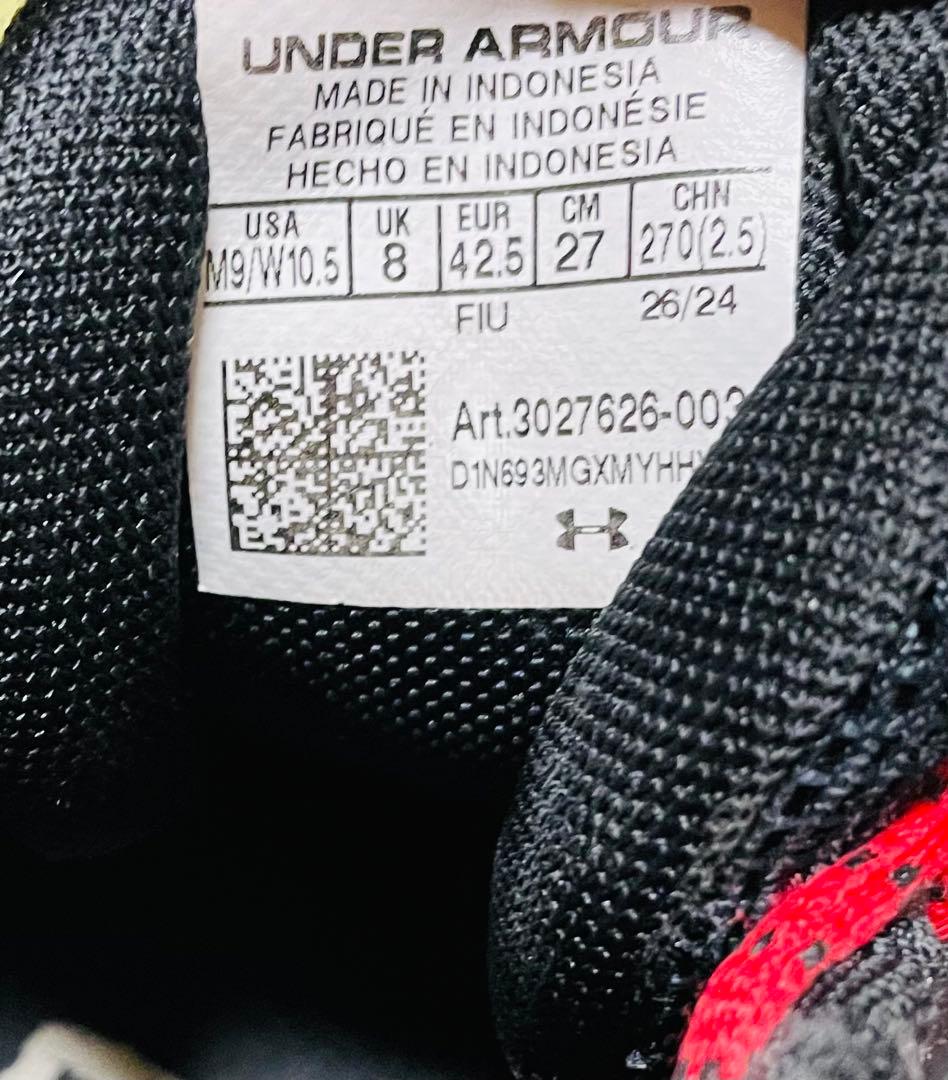 UNDER ARMOUR
MADE IN INDONESIA
FABRIQUÉ EN INDONÉSIE
HECHO EN INDONESIA
USA UK EUR CM CHN
M9/W10.5 8 42.5 27 270(2.5)
FIU 26/24
Art.3027626-003
D1N693MGXMYHH